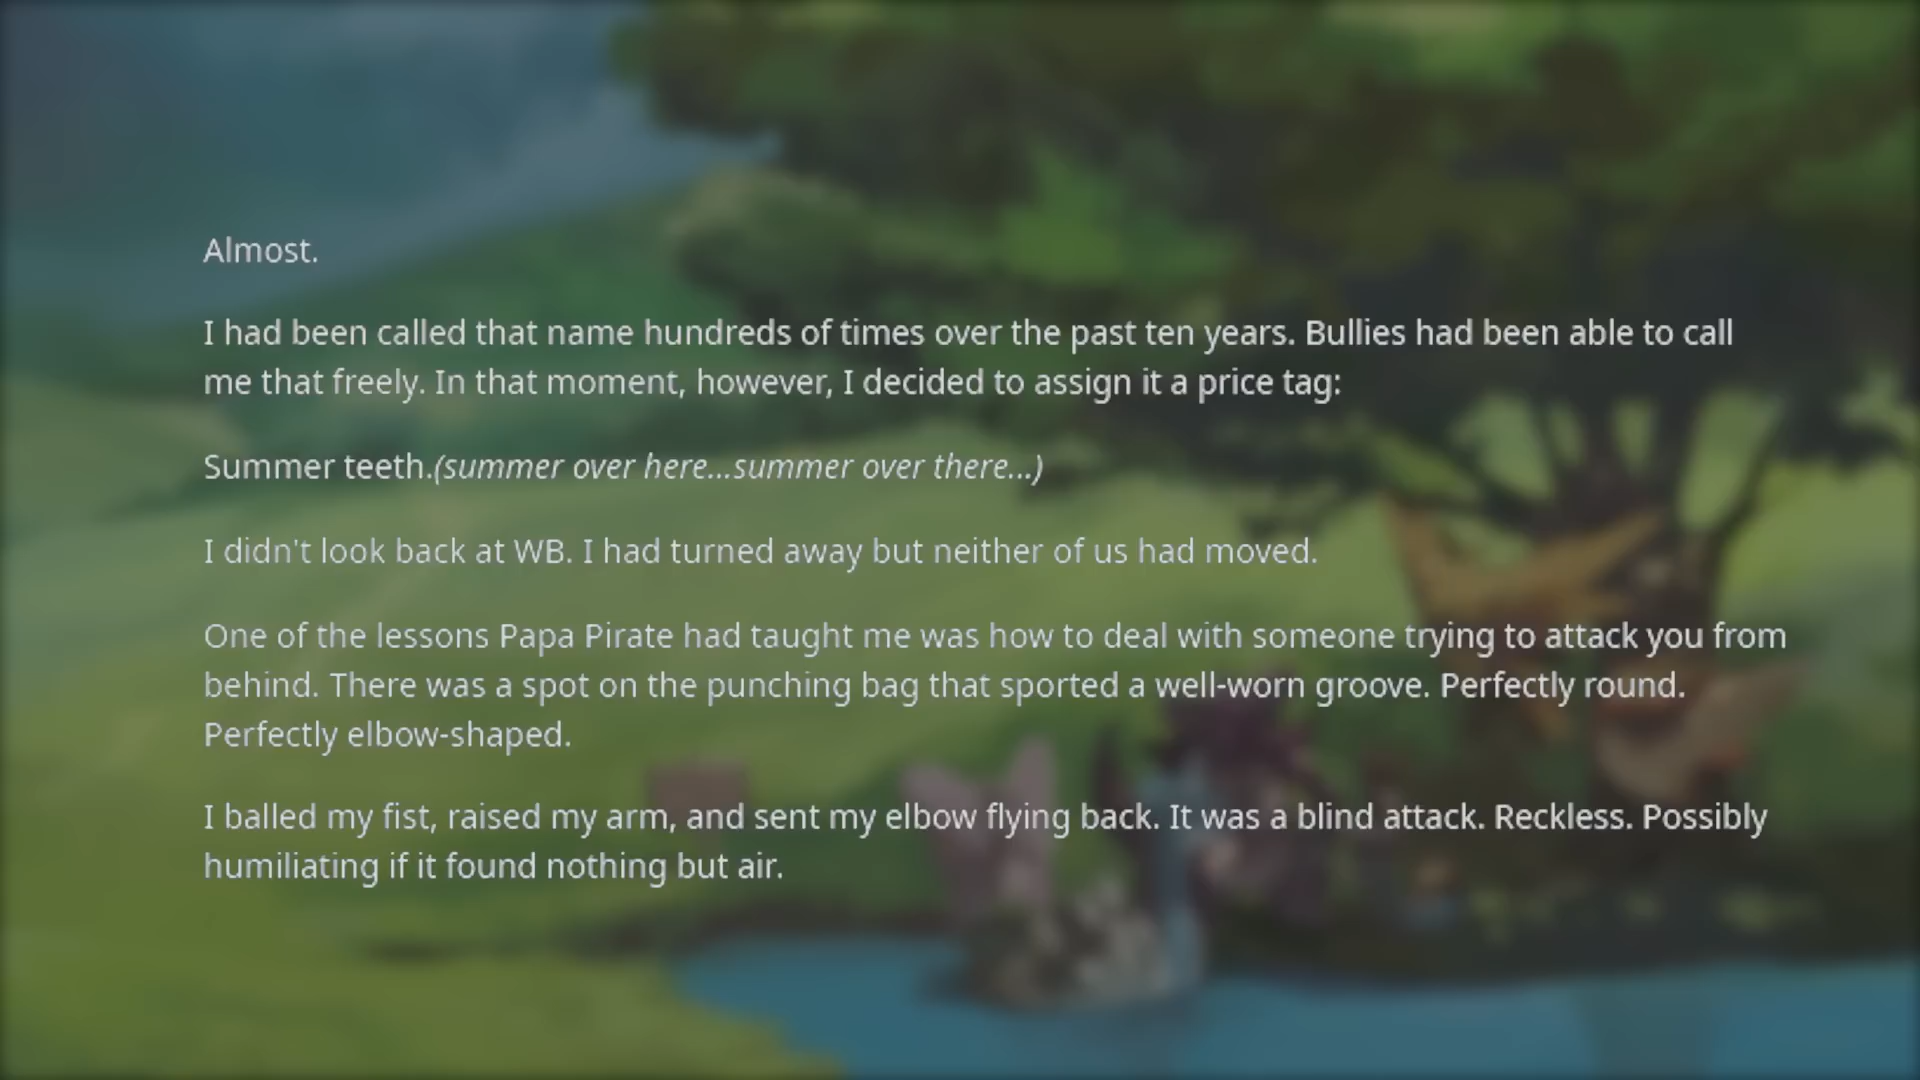 Almost.
I had been called that name hundreds of times over the past ten years. Bullies had been able to call
me that freely. In that moment, however, I decided to assign it a price tag:
Summer teeth.(summer over here...summer over there...)
I didn't look back at WB. I had turned away but neither of us had moved.
One of the lessons Papa Pirate had taught me was how to deal with someone trying to attack you from
behind. There was a spot on the punching bag that sported a well-worn groove. Perfectly round.
Perfectly elbow-shaped.
I balled my fist, raised my arm, and sent my elbow flying back. It was a blind attack. Reckless. Possibly
humiliating if it found nothing but air.